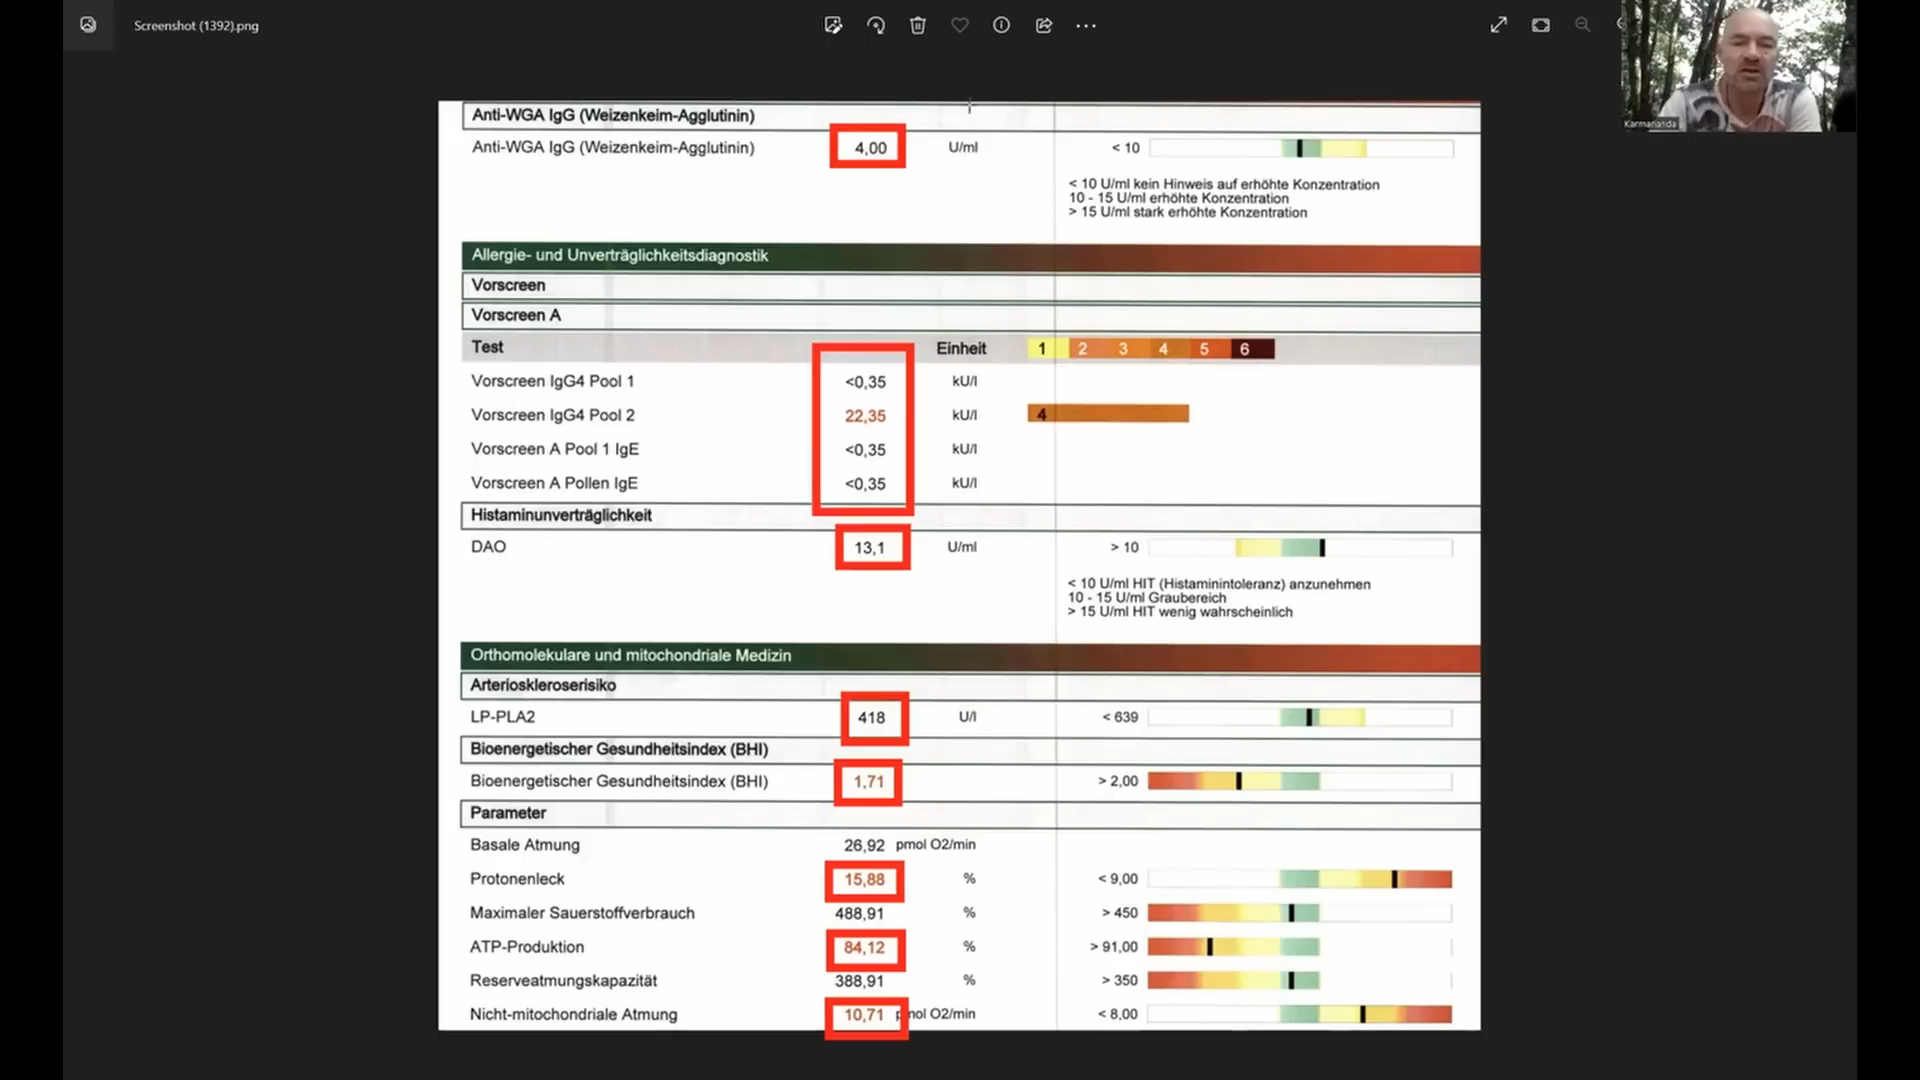 Screenshot (1392).png
Karmananda
Anti-WGA IgG (Weizenkeim-Agglutinin)
Anti-WGA IgG (Weizenkeim-Agglutinin) 4,00 U/ml < 10
< 10 U/ml kein Hinweis auf erhöhte Konzentration
10 - 15 U/ml erhöhte Konzentration
> 15 U/ml stark erhöhte Konzentration
Allergie- und Unverträglichkeitsdiagnostik
Vorscreen
Vorscreen A
Test Einheit 1 2 3 4 5 6
Vorscreen IgG4 Pool 1 <0,35 kU/l
Vorscreen IgG4 Pool 2 22,35 kU/l 4
Vorscreen A Pool 1 IgE <0,35 kU/l
Vorscreen A Pollen IgE <0,35 kU/l
Histaminunverträglichkeit
DAO 13,1 U/ml > 10
< 10 U/ml HIT (Histaminintoleranz) anzunehmen
10 - 15 U/ml Graubereich
> 15 U/ml HIT wenig wahrscheinlich
Orthomolekulare und mitochondriale Medizin
Arterioskleroserisiko
LP-PLA2 418 U/l < 639
Bioenergetischer Gesundheitsindex (BHI)
Bioenergetischer Gesundheitsindex (BHI) 1,71 > 2,00
Parameter
Basale Atmung 26,92 pmol O2/min
Protonenleck 15,88 % < 9,00
Maximaler Sauerstoffverbrauch 488,91 % > 450
ATP-Produktion 84,12 % > 91,00
Reserveatmungskapazität 388,91 % > 350
Nicht-mitochondriale Atmung 10,71 pmol O2/min < 8,00